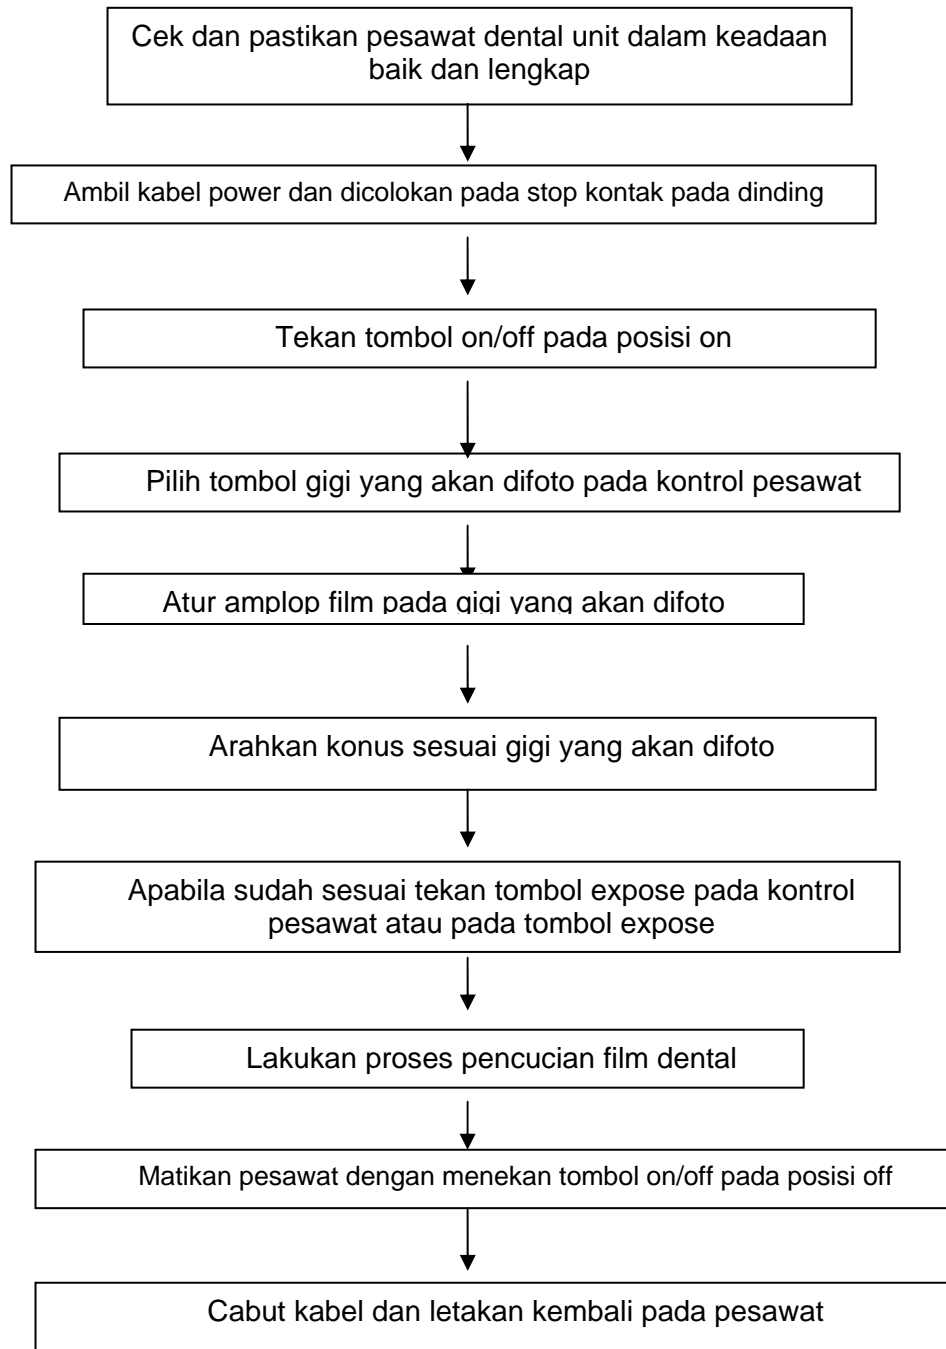 Cek dan pastikan pesawat dental unit dalam keadaan
baik dan lengkap
Ambil kabel power dan dicolokan pada stop kontak pada dinding
Tekan tombol on/off pada posisi on
Pilih tombol gigi yang akan difoto pada kontrol pesawat
Atur amplop film pada gigi yang akan difoto
Arahkan konus sesuai gigi yang akan difoto
Apabila sudah sesuai tekan tombol expose pada kontrol
pesawat atau pada tombol expose
Lakukan proses pencucian film dental
Matikan pesawat dengan menekan tombol on/off pada posisi off
Cabut kabel dan letakan kembali pada pesawat